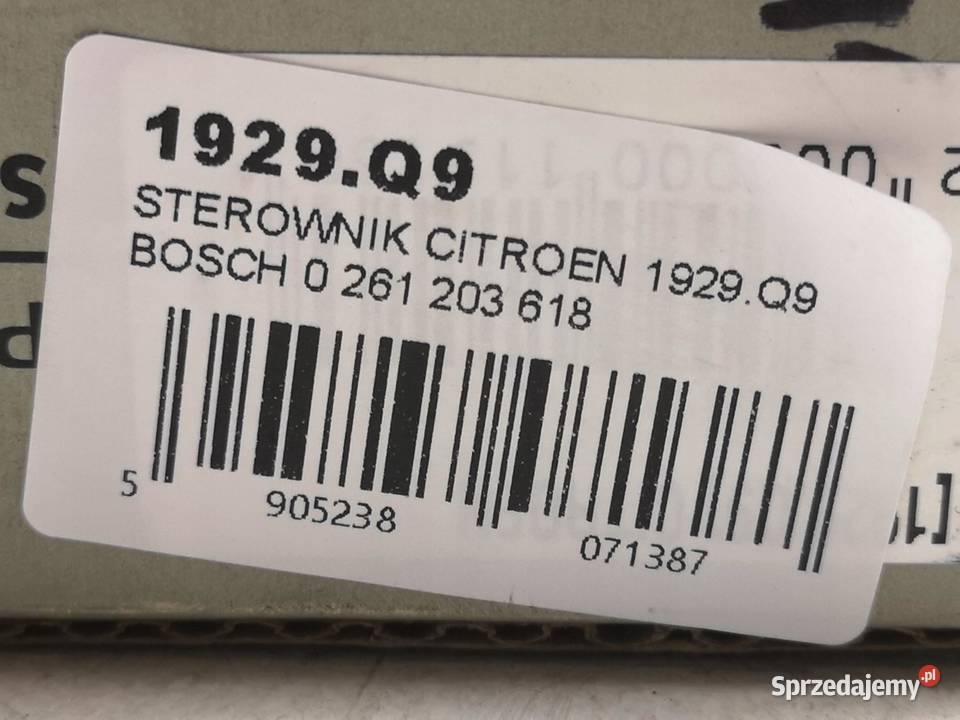 1929.Q9
STEROWNIK CITROEN 1929.Q9
BOSCH 0 261 203 618
5 905238 071387
Sprzedajemy.pl